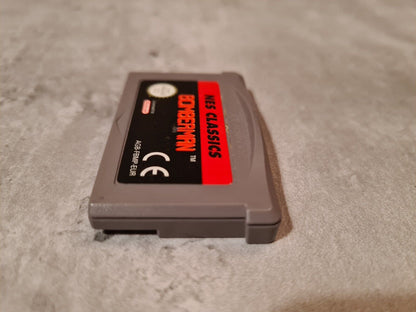 NES CLASSICS
BOMBERMAN
TM
CE
AGB-FBMP-EUR